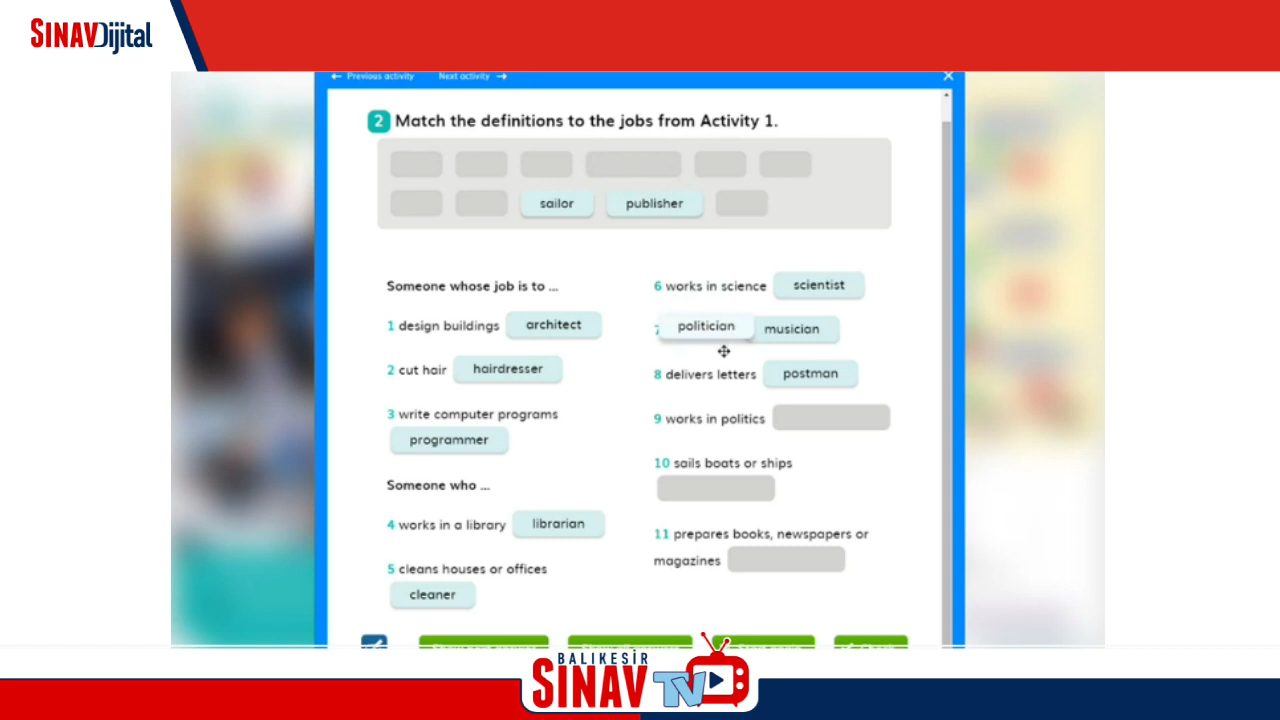 SINAVDijital
← Previous activity Next activity →
2 Match the definitions to the jobs from Activity 1.
sailor publisher
Someone whose job is to ...
1 design buildings architect
2 cut hair hairdresser
3 write computer programs
programmer
Someone who ...
4 works in a library librarian
5 cleans houses or offices
cleaner
6 works in science scientist
7 politician musician
8 delivers letters postman
9 works in politics
10 sails boats or ships
11 prepares books, newspapers or
magazines
BALIKESİR
SINAV TV